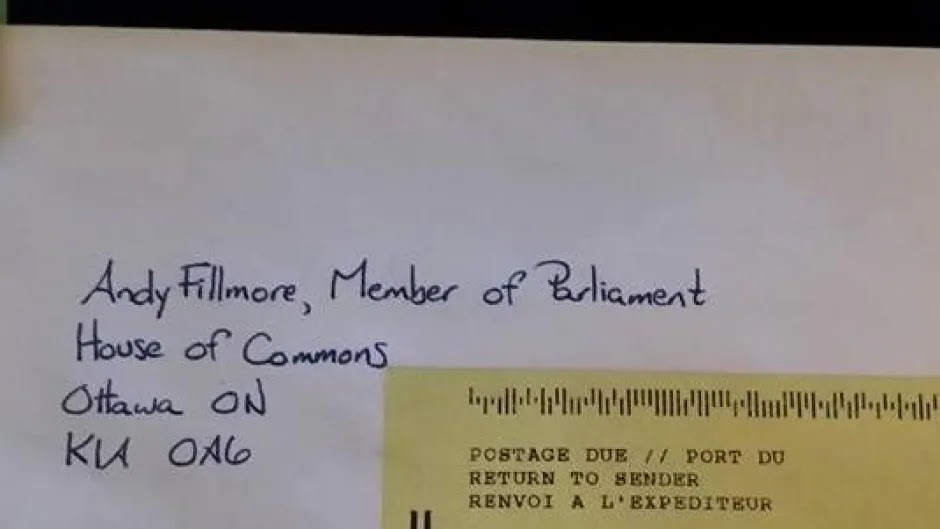 Andy Fillmore, Member of Parliament
House of Commons
Ottawa ON
K1A 0A6
POSTAGE DUE // PORT DU
RETURN TO SENDER
RENVOI A L'EXPEDITEUR